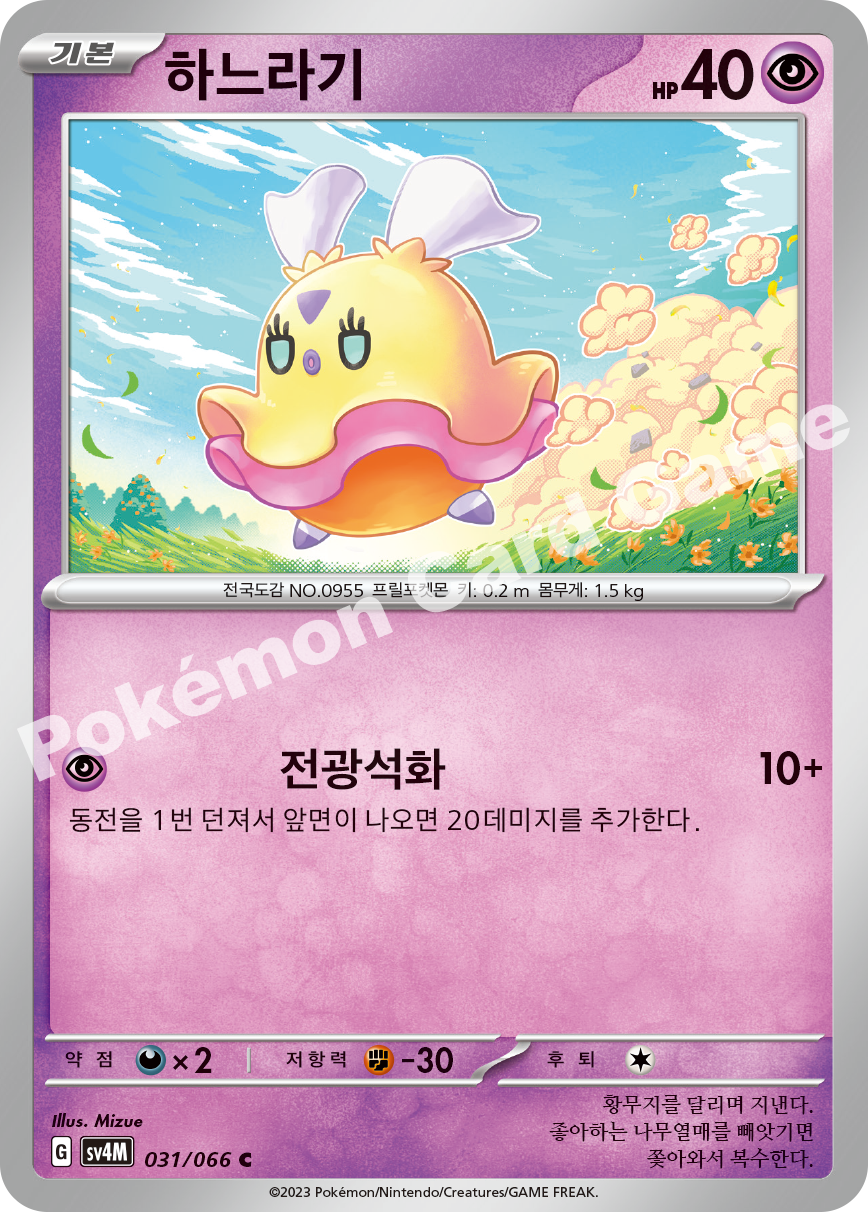 기본 하느라기 HP 40
전국도감 NO.0955 프릴포켓몬 키: 0.2 m 몸무게: 1.5 kg
Pokémon Card Game
전광석화 10+
동전을 1번 던져서 앞면이 나오면 20데미지를 추가한다.
약점 ×2 저항력 -30 후퇴
Illus. Mizue
G sv4M 031/066 C
황무지를 달리며 지낸다.
좋아하는 나무열매를 빼앗기면
쫓아와서 복수한다.
©2023 Pokémon/Nintendo/Creatures/GAME FREAK.